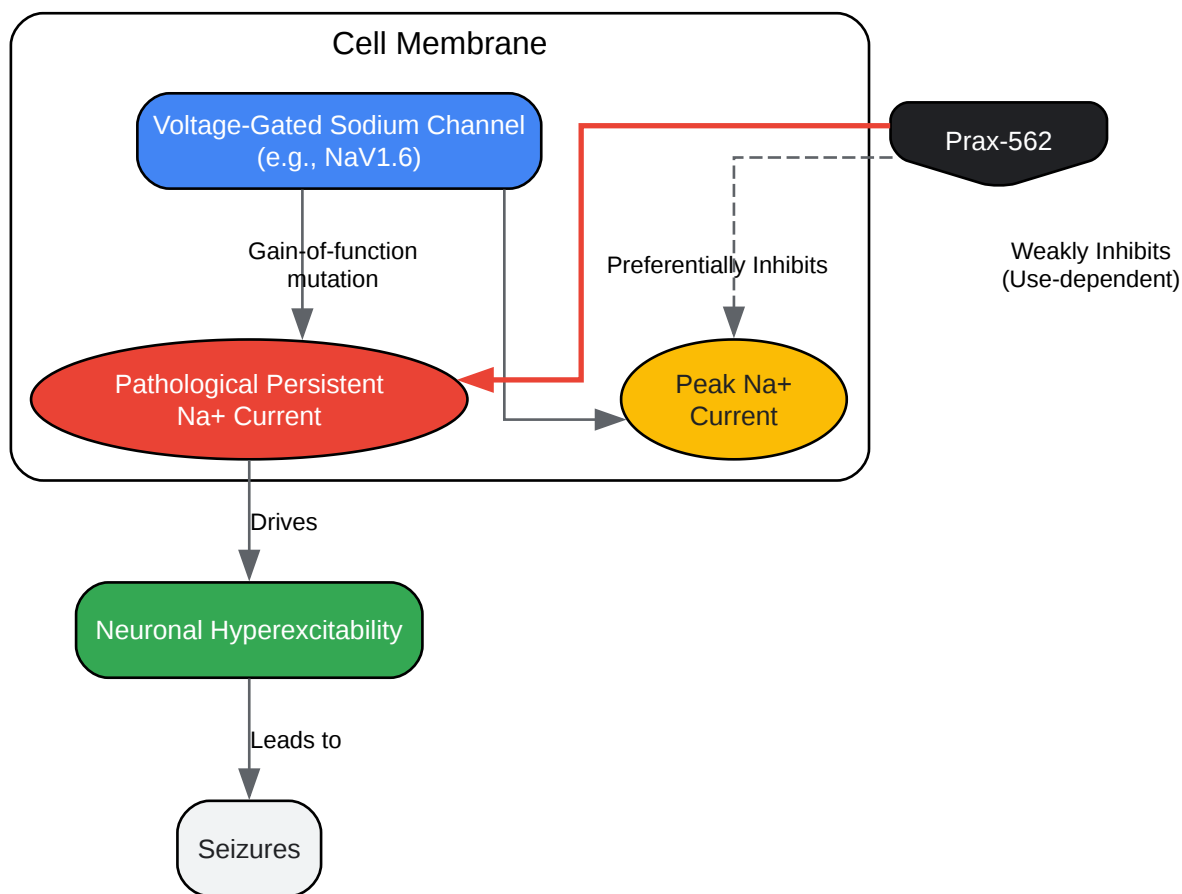 Cell Membrane
Voltage-Gated Sodium Channel
(e.g., NaV1.6)
Prax-562
Gain-of-function
mutation
Preferentially Inhibits
Weakly Inhibits
(Use-dependent)
Pathological Persistent
Na+ Current
Peak Na+
Current
Drives
Neuronal Hyperexcitability
Leads to
Seizures